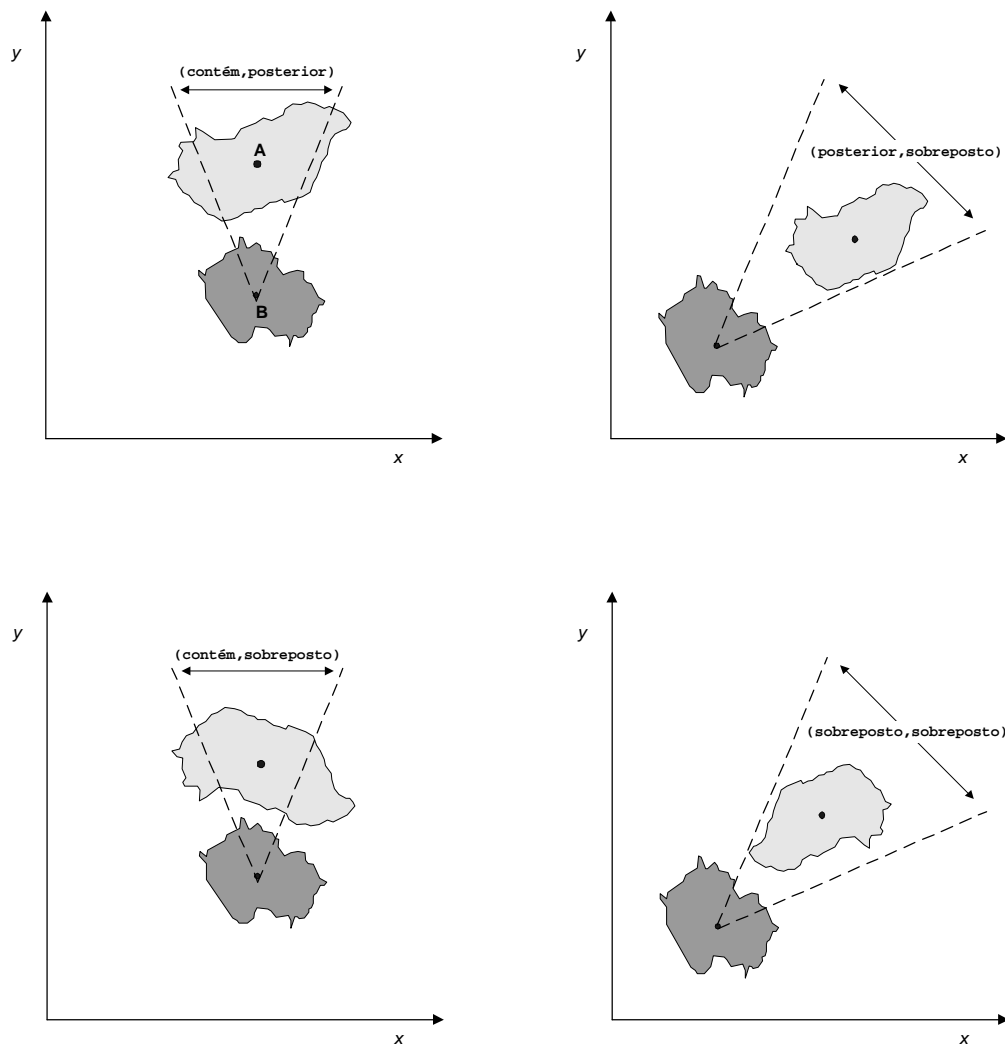 y
(contém,posterior)
A
B
x
y
(posterior,sobreposto)
x
y
(contém,sobreposto)
x
y
(sobreposto,sobreposto)
x